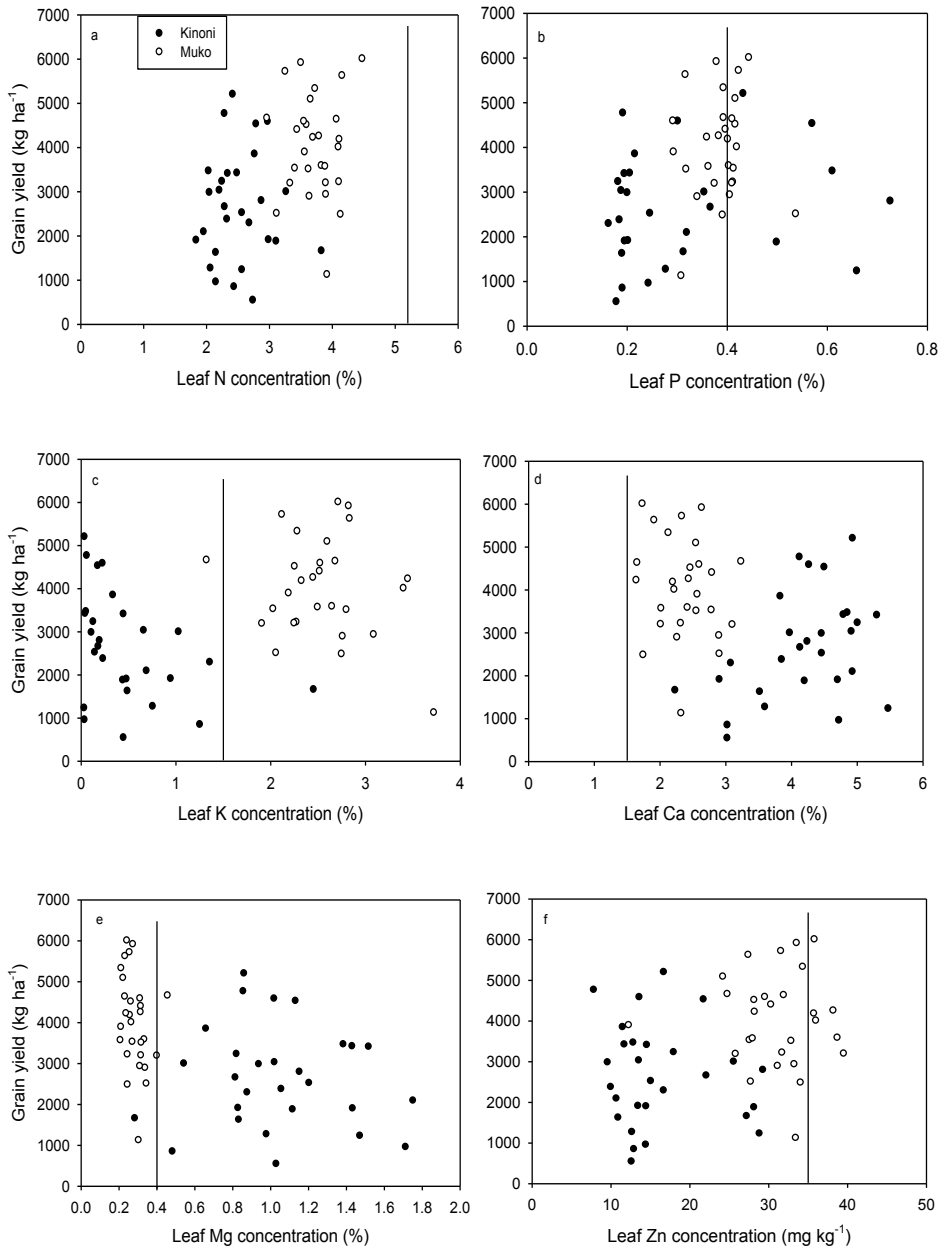 a
Kinoni
Muko
7000
6000
5000
4000
3000
2000
1000
0
Grain yield (kg ha⁻¹)
0 1 2 3 4 5 6
Leaf N concentration (%)
b
7000
6000
5000
4000
3000
2000
1000
0
0.2 0.4 0.6 0.8
Leaf P concentration (%)
c
7000
6000
5000
4000
3000
2000
1000
0
Grain yield (kg ha⁻¹)
0 1 2 3 4
Leaf K concentration (%)
d
7000
6000
5000
4000
3000
2000
1000
0
0 1 2 3 4 5 6
Leaf Ca concentration (%)
e
7000
6000
5000
4000
3000
2000
1000
0
Grain yield (kg ha⁻¹)
0.0 0.2 0.4 0.6 0.8 1.0 1.2 1.4 1.6 1.8 2.0
Leaf Mg concentration (%)
f
7000
6000
5000
4000
3000
2000
1000
0
0 10 20 30 40 50
Leaf Zn concentration (mg kg⁻¹)